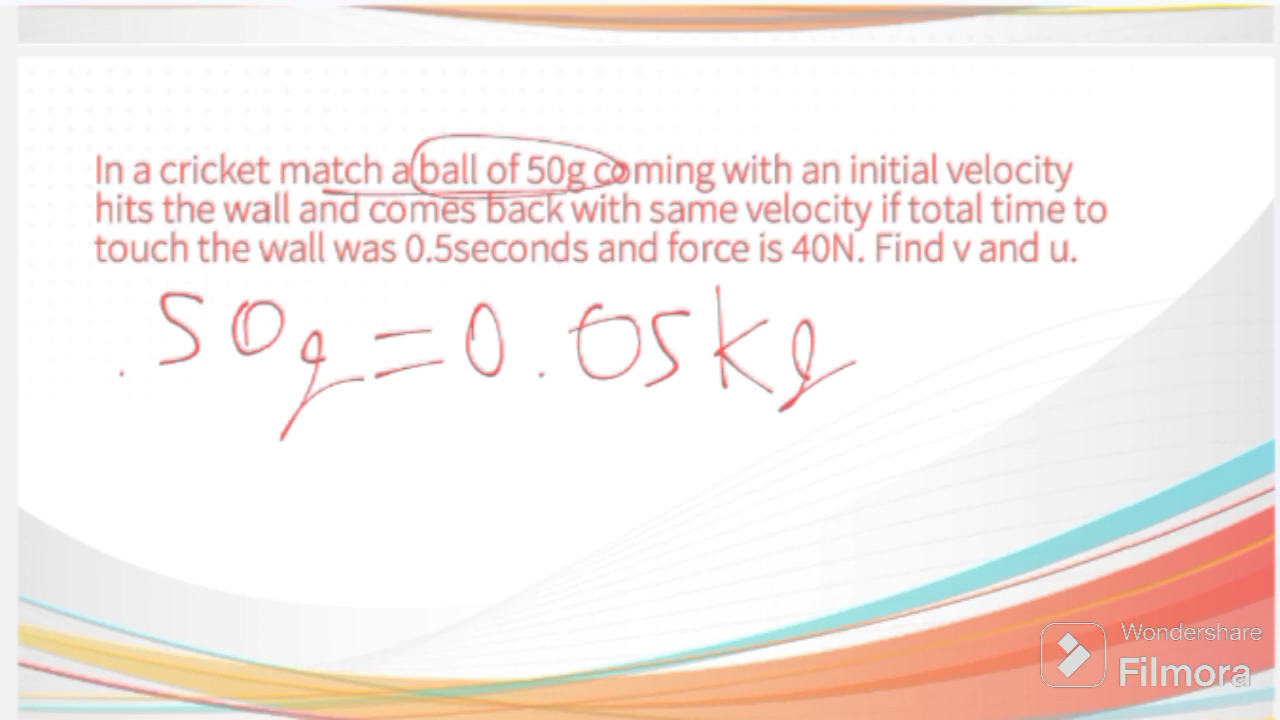 In a cricket match a ball of 50g coming with an initial velocity
hits the wall and comes back with same velocity if total time to
touch the wall was 0.5seconds and force is 40N. Find v and u.
50g = 0.05kg
Wondershare
Filmora